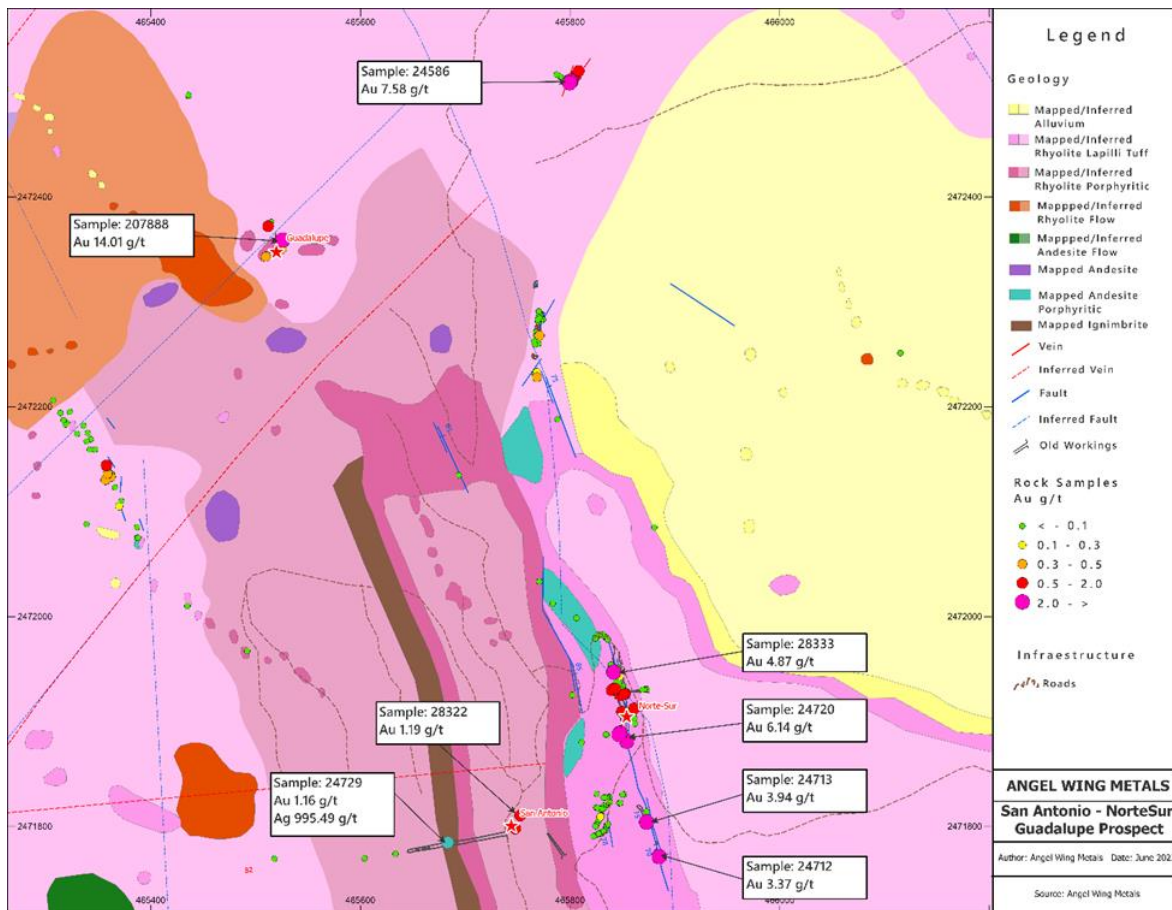 465400
465600
465800
466000
2472400
2472200
2472000
2471800
2472400
2472200
2472000
2471800
465400
465600
465800
466000
Sample: 24586
Au 7.58 g/t
Sample: 207888
Au 14.01 g/t
Guadalupe
Sample: 28333
Au 4.87 g/t
Norte-Sur
Sample: 24720
Au 6.14 g/t
Sample: 28322
Au 1.19 g/t
Sample: 24729
Au 1.16 g/t
Ag 995.49 g/t
San Antonio
Sample: 24713
Au 3.94 g/t
Sample: 24712
Au 3.37 g/t
82
75
Legend
Geology
Mapped/Inferred
Alluvium
Mapped/Inferred
Rhyolite Lapilli Tuff
Mapped/Inferred
Rhyolite Porphyritic
Mappped/Inferred
Rhyolite Flow
Mappped/Inferred
Andesite Flow
Mapped Andesite
Mapped Andesite
Porphyritic
Mapped Ignimbrite
Vein
Inferred Vein
Fault
Inferred Fault
Old Workings
Rock Samples
Au g/t
< - 0.1
0.1 - 0.3
0.3 - 0.5
0.5 - 2.0
2.0 - >
Infraestructure
Roads
ANGEL WING METALS
San Antonio - NorteSur
Guadalupe Prospect
Author: Angel Wing Metals Date: June 202
Source: Angel Wing Metals